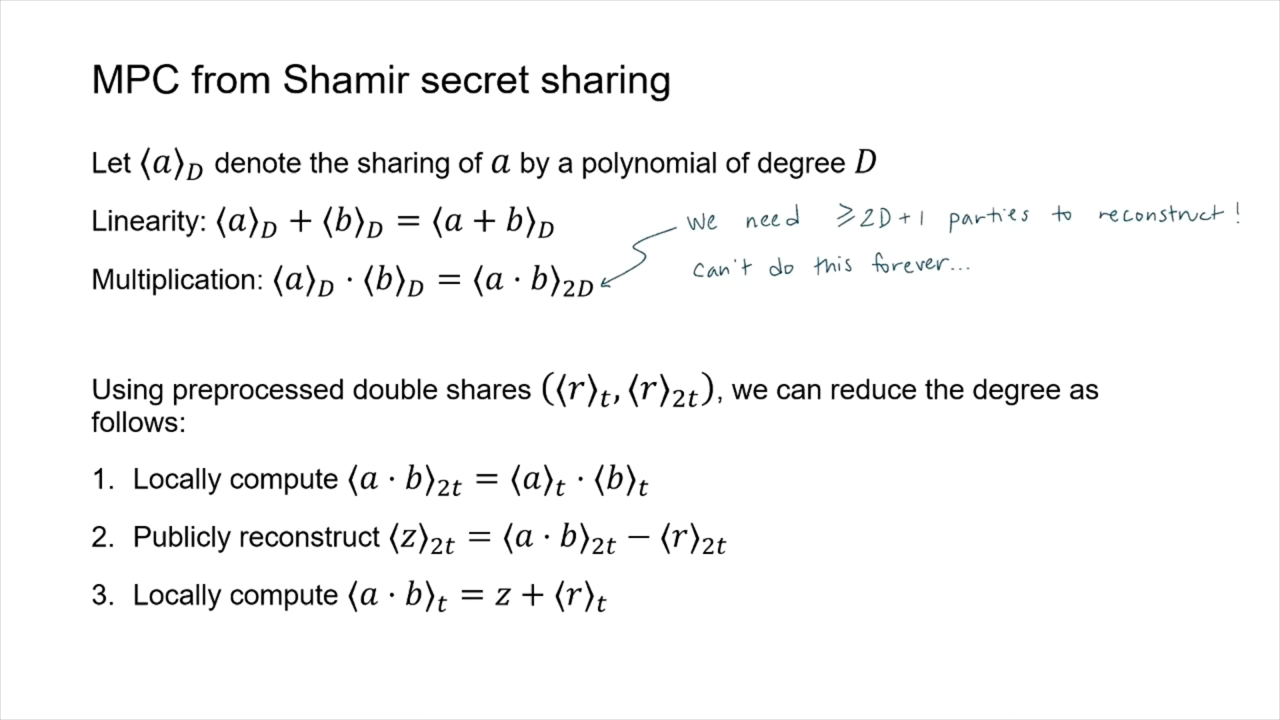 MPC from Shamir secret sharing
Let ⟨a⟩_D denote the sharing of a by a polynomial of degree D
Linearity: ⟨a⟩_D + ⟨b⟩_D = ⟨a + b⟩_D
we need ⩾2D+1 parties to reconstruct!
can't do this forever...
Multiplication: ⟨a⟩_D · ⟨b⟩_D = ⟨a · b⟩_2D
Using preprocessed double shares (⟨r⟩_t, ⟨r⟩_2t), we can reduce the degree as
follows:
1. Locally compute ⟨a · b⟩_2t = ⟨a⟩_t · ⟨b⟩_t
2. Publicly reconstruct ⟨z⟩_2t = ⟨a · b⟩_2t − ⟨r⟩_2t
3. Locally compute ⟨a · b⟩_t = z + ⟨r⟩_t